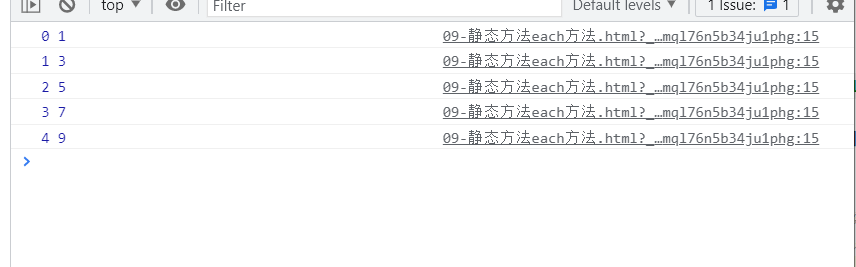 top ▼ Filter Default levels ▼ 1 Issue: 1
0 1 09-静态方法each方法.html?_…mql76n5b34ju1phg:15
1 3 09-静态方法each方法.html?_…mql76n5b34ju1phg:15
2 5 09-静态方法each方法.html?_…mql76n5b34ju1phg:15
3 7 09-静态方法each方法.html?_…mql76n5b34ju1phg:15
4 9 09-静态方法each方法.html?_…mql76n5b34ju1phg:15